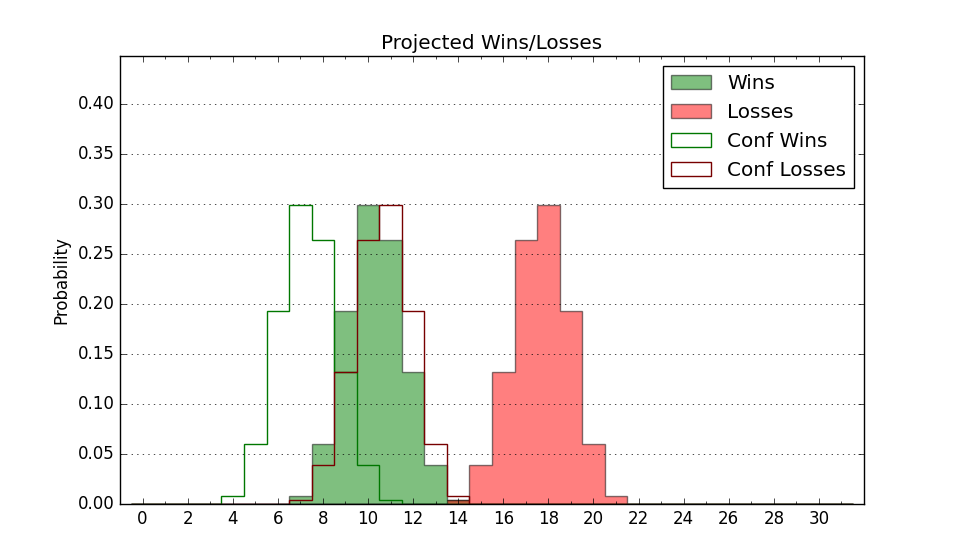 Projected Wins/Losses
Wins
Losses
Conf Wins
Conf Losses
Probability
0.40
0.35
0.30
0.25
0.20
0.15
0.10
0.05
0.00
0 2 4 6 8 10 12 14 16 18 20 22 24 26 28 30